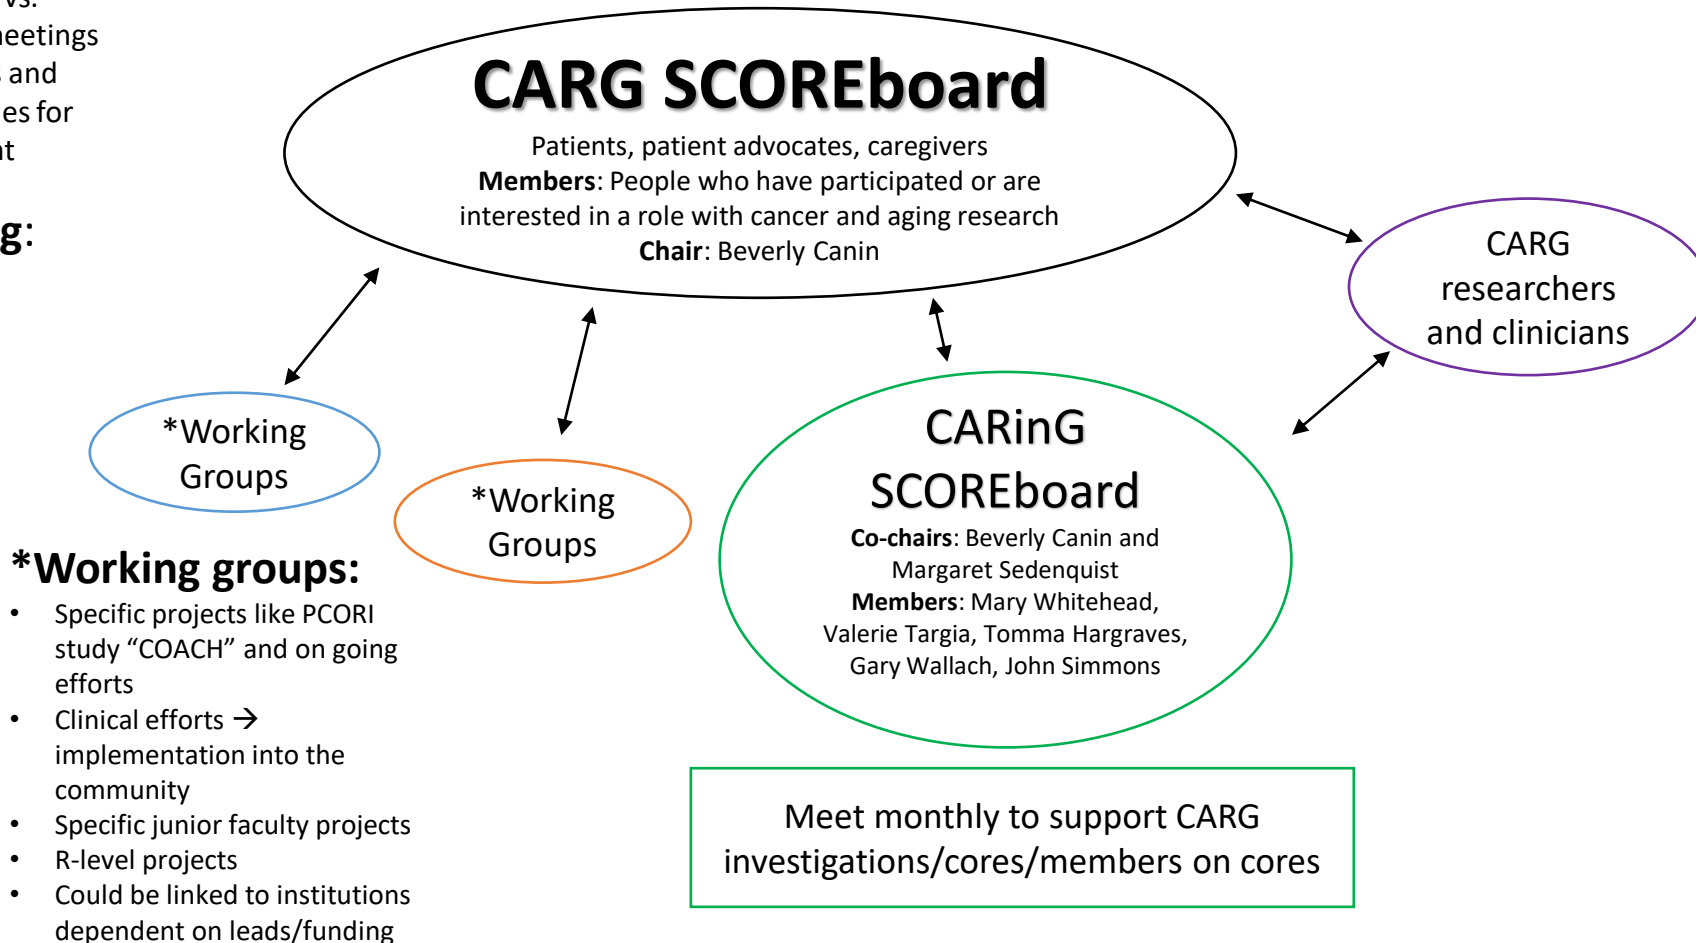 vs.
meetings
s and
es for
nt
g:
CARG SCOREboard
Patients, patient advocates, caregivers
Members: People who have participated or are
interested in a role with cancer and aging research
Chair: Beverly Canin
CARG
researchers
and clinicians
*Working
Groups
*Working
Groups
CARinG
SCOREboard
Co-chairs: Beverly Canin and
Margaret Sedenquist
Members: Mary Whitehead,
Valerie Targia, Tomma Hargraves,
Gary Wallach, John Simmons
*Working groups:
• Specific projects like PCORI
study “COACH” and on going
efforts
• Clinical efforts →
implementation into the
community
• Specific junior faculty projects
• R-level projects
• Could be linked to institutions
dependent on leads/funding
Meet monthly to support CARG
investigations/cores/members on cores